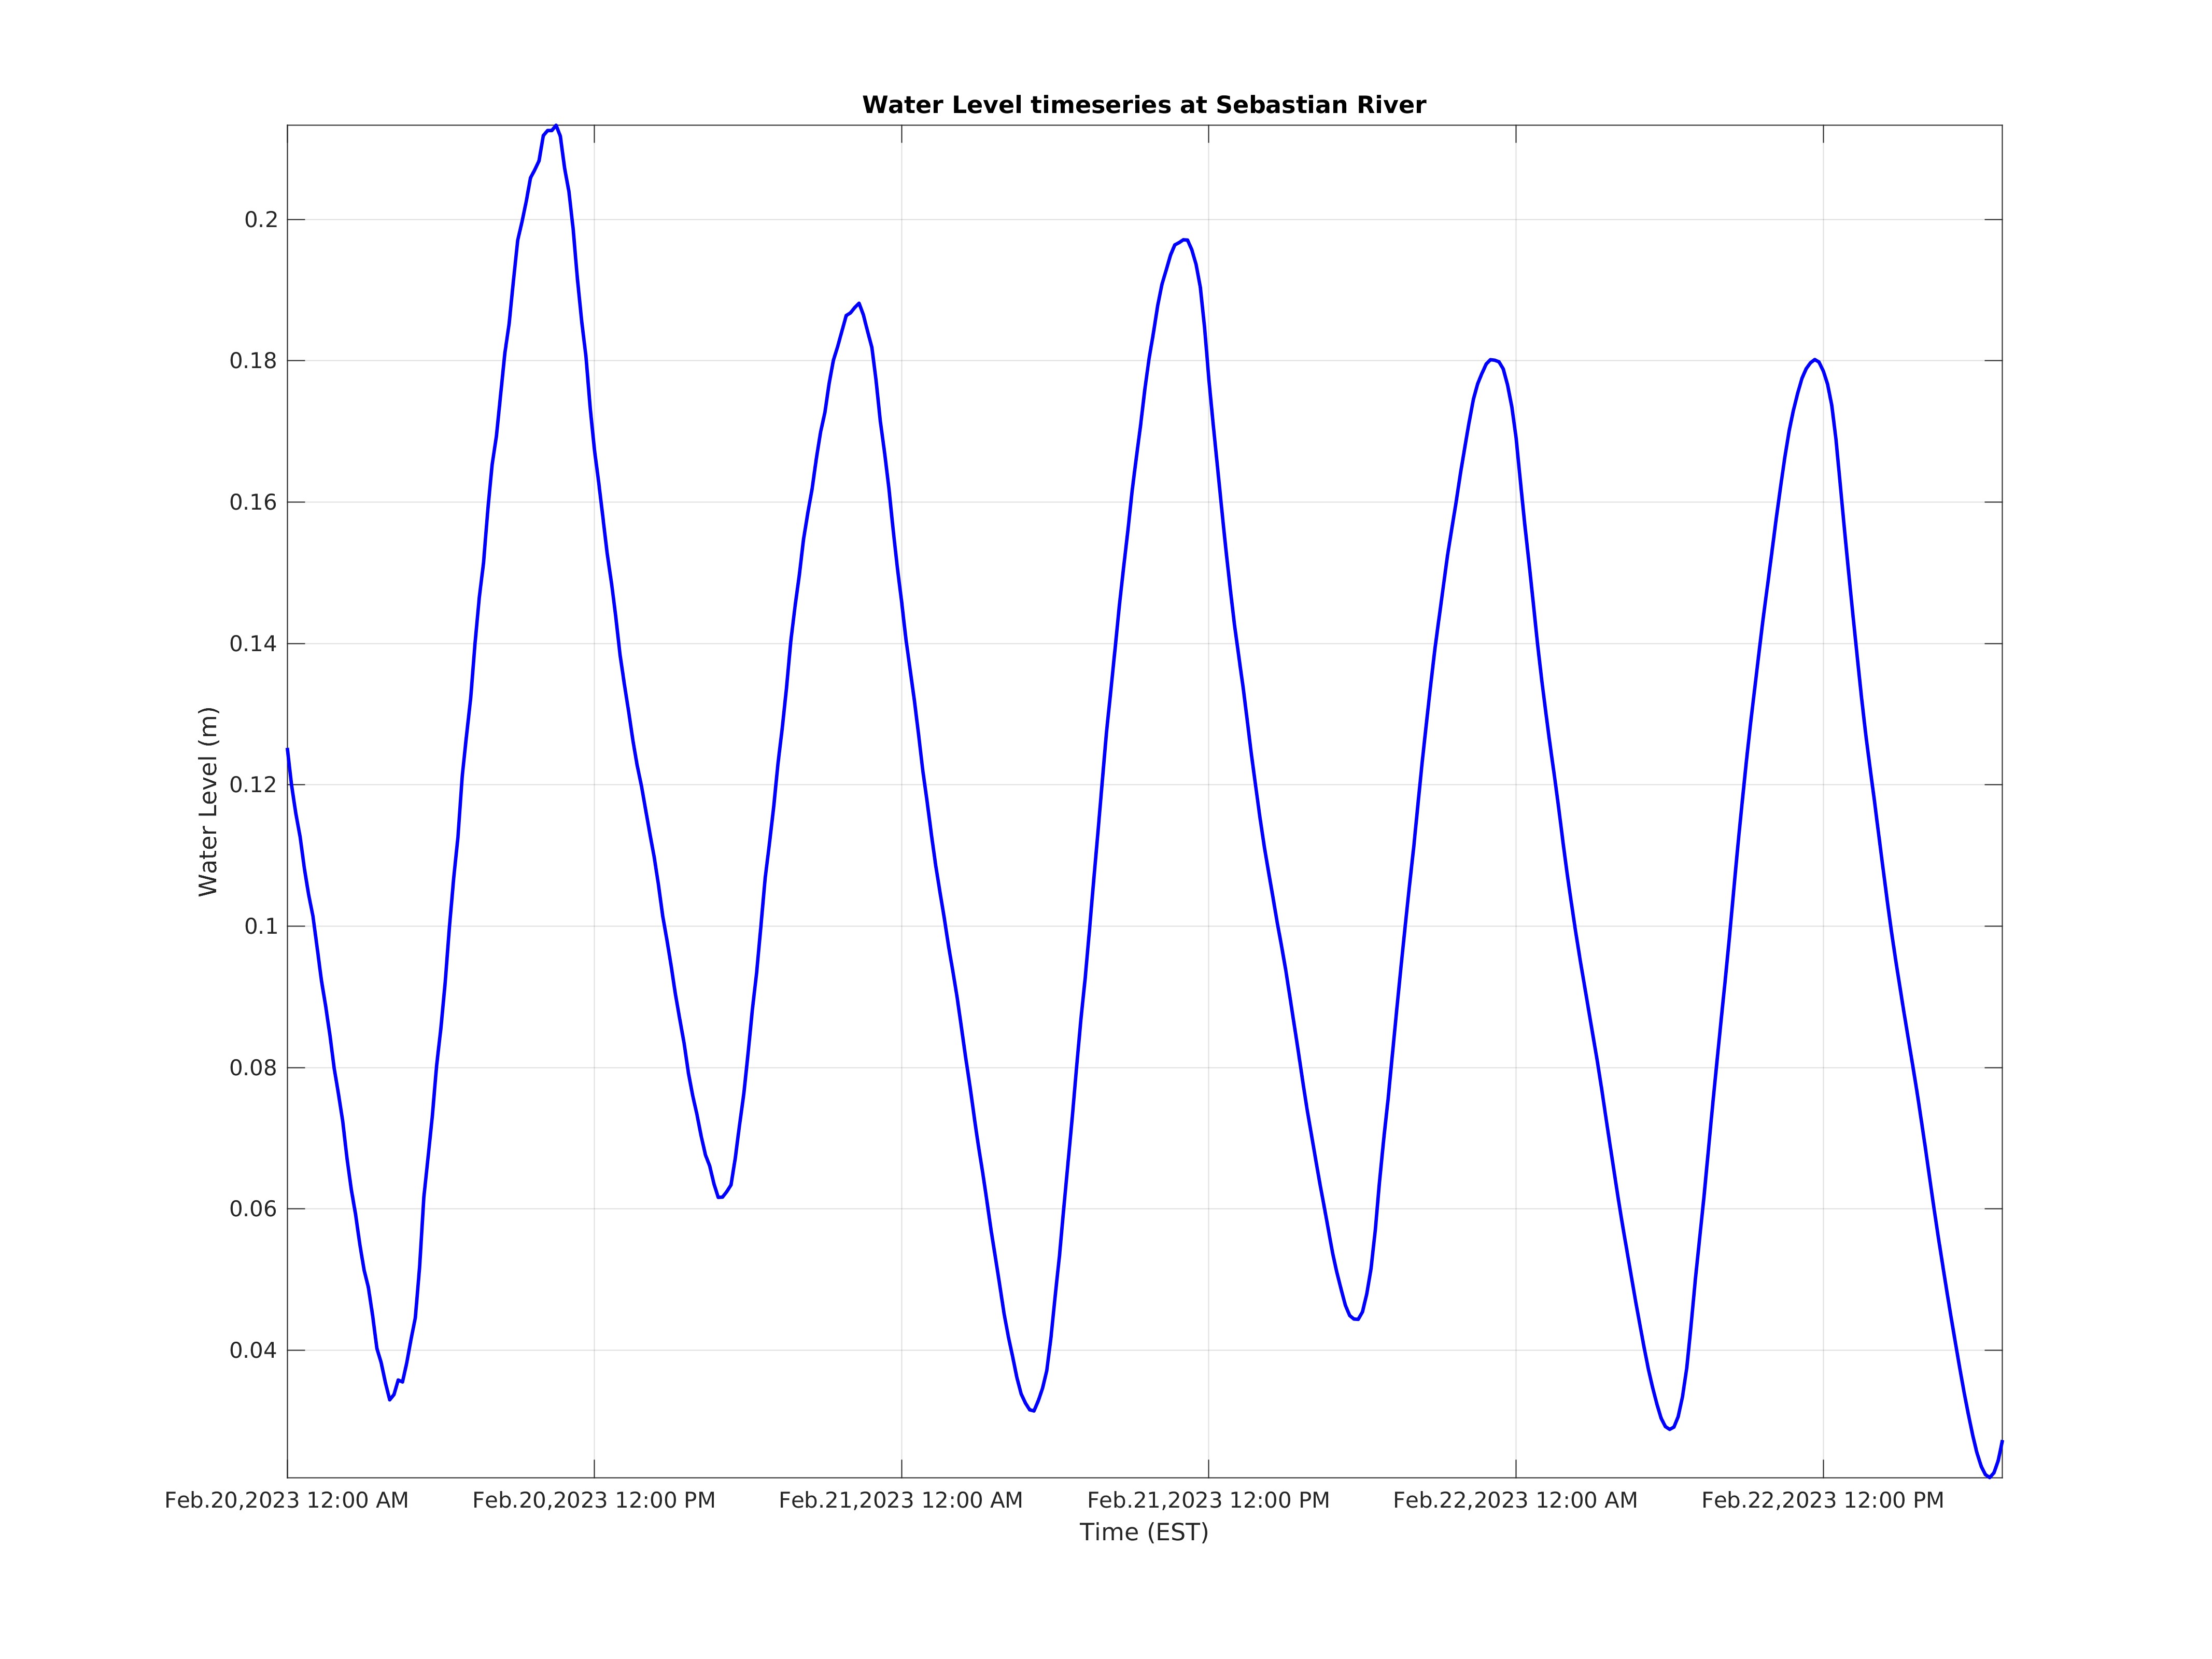 Water Level timeseries at Sebastian River
Water Level (m)
0.2
0.18
0.16
0.14
0.12
0.1
0.08
0.06
0.04
Feb.20,2023 12:00 AM Feb.20,2023 12:00 PM Feb.21,2023 12:00 AM Feb.21,2023 12:00 PM Feb.22,2023 12:00 AM Feb.22,2023 12:00 PM
Time (EST)